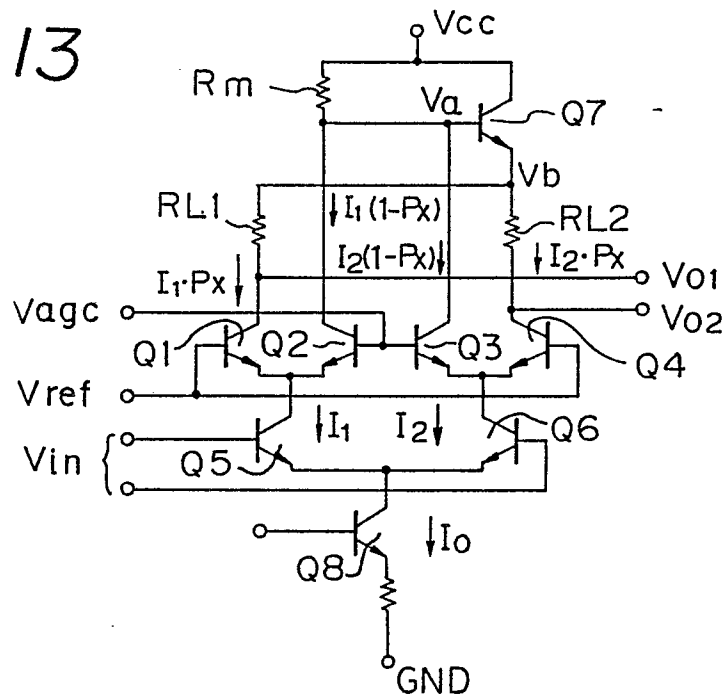 13
Vcc
Rm
Va
Q7
Vb
RL1
I1(1-Px)
RL2
I2(1-Px)
I2·Px
I1·Px
Vo1
Vagc
Vo2
Q1
Q2
Q3
Q4
Vref
I1
I2
Q6
Vin
Q5
Io
Q8
GND